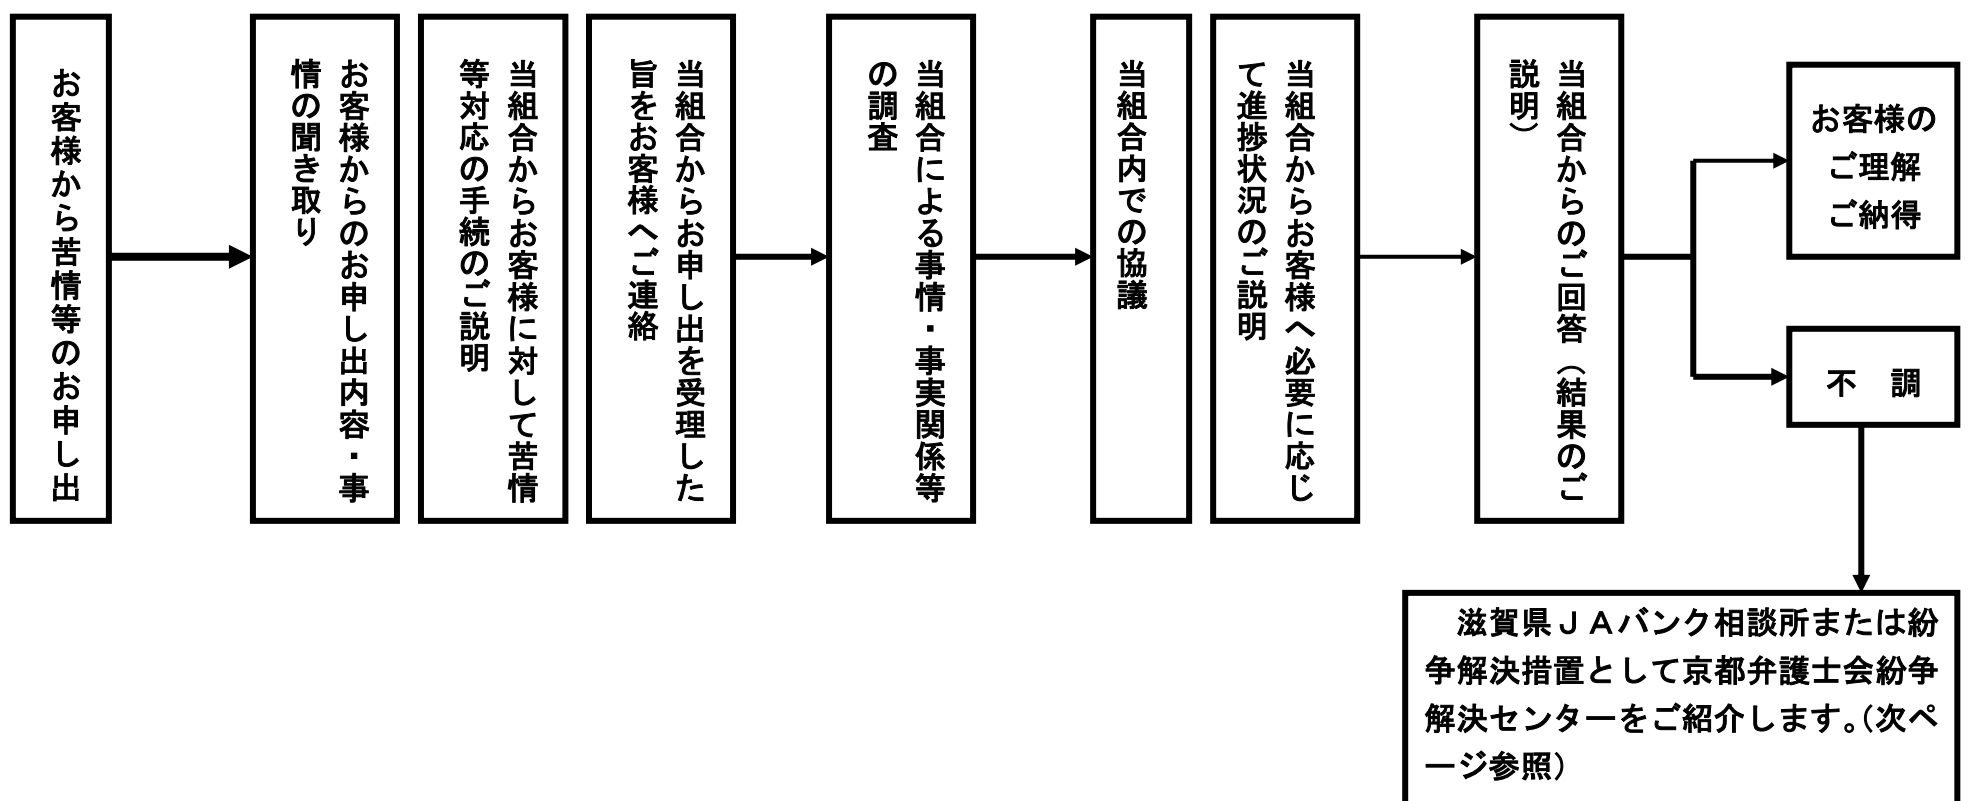 お客様から苦情等のお申し出
お客様からのお申し出内容・事
情の聞き取り
当組合からお客様に対して苦情
等対応の手続のご説明
当組合からお申し出を受理した
旨をお客様へご連絡
当組合による事情・事実関係等
の調査
当組合内での協議
当組合からお客様へ必要に応じ
て進捗状況のご説明
当組合からのご回答（結果のご
説明）
お客様の
ご理解
ご納得
不　調
滋賀県ＪＡバンク相談所または紛
争解決措置として京都弁護士会紛争
解決センターをご紹介します。（次ペ
ージ参照）